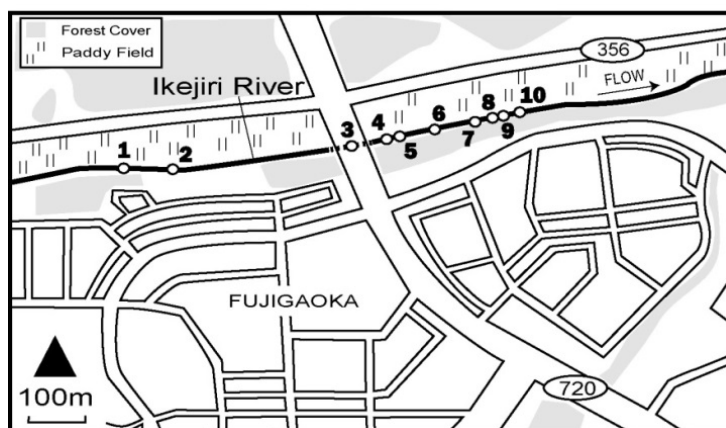 Forest Cover
Paddy Field
356
Ikejiri River
FLOW
1
2
3
4
5
6
7
8
9
10
FUJIGAOKA
100m
720